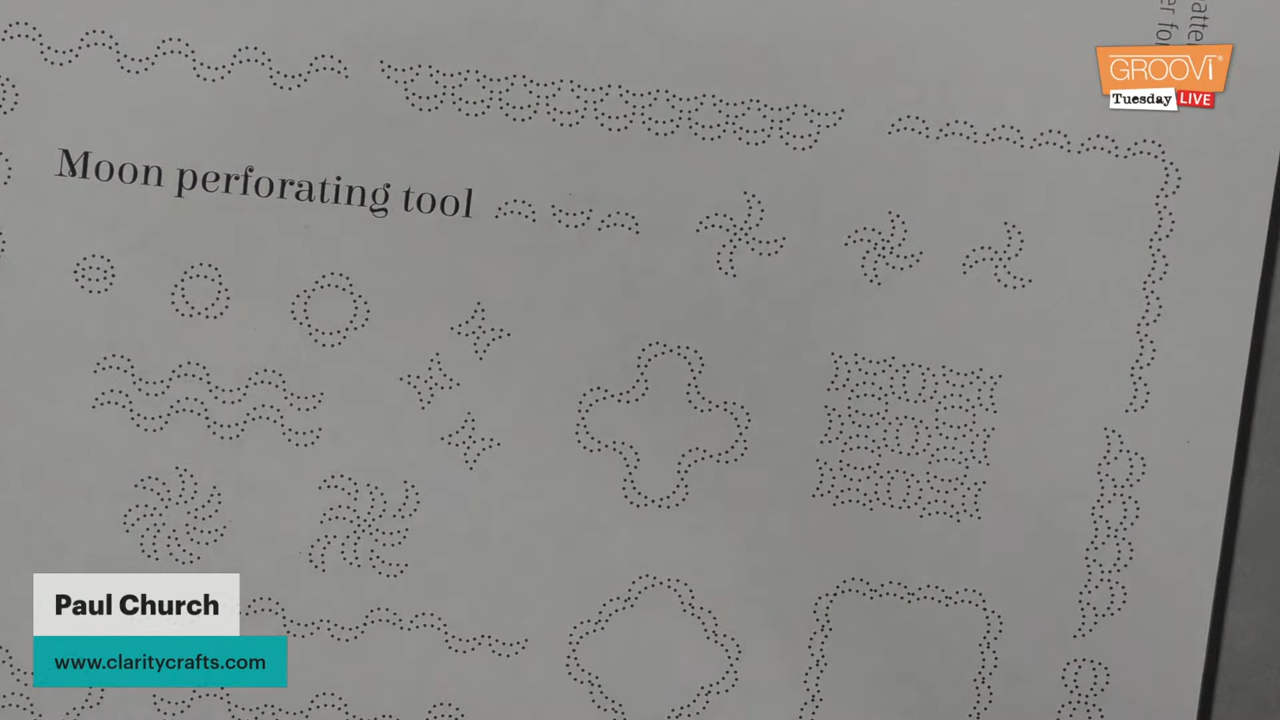 GROOVI®
Tuesday LIVE
Moon perforating tool
Paul Church
www.claritycrafts.com